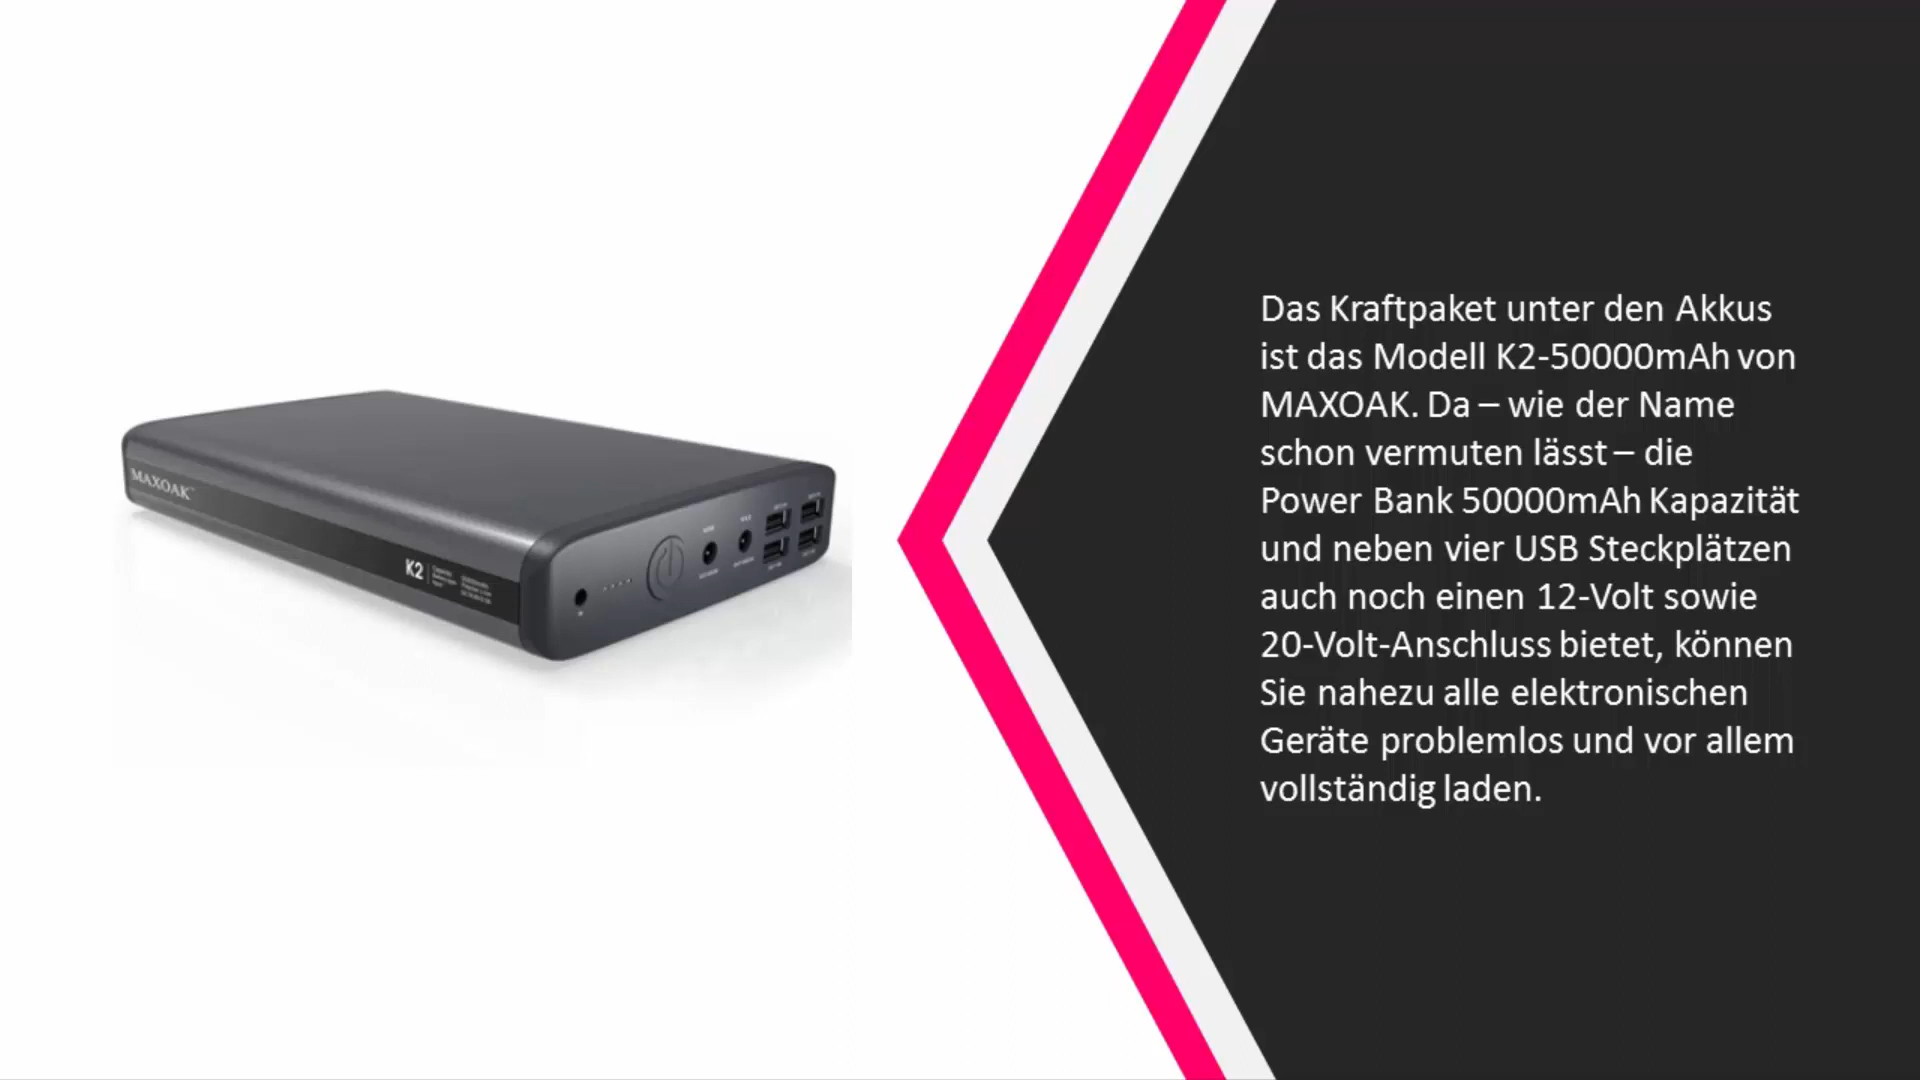 MAXOAK
K2
Das Kraftpaket unter den Akkus
ist das Modell K2-50000mAh von
MAXOAK. Da – wie der Name
schon vermuten lässt – die
Power Bank 50000mAh Kapazität
und neben vier USB Steckplätzen
auch noch einen 12-Volt sowie
20-Volt-Anschluss bietet, können
Sie nahezu alle elektronischen
Geräte problemlos und vor allem
vollständig laden.